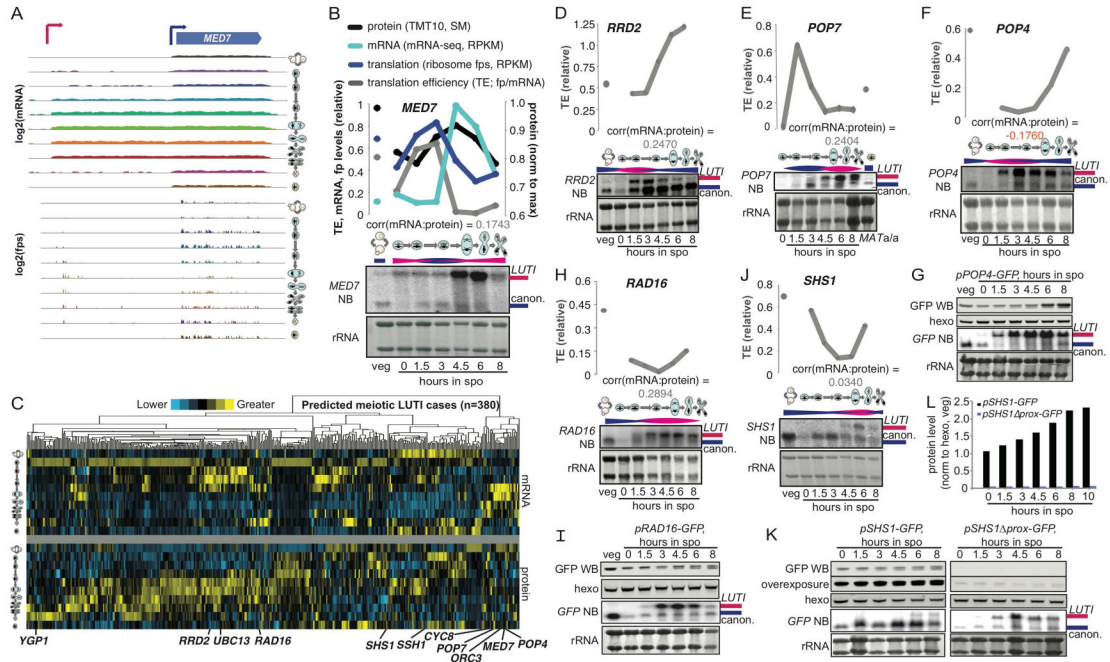 A
MED7
log2(mRNA)
log2(fps)
B
protein (TMT10, SM)
mRNA (mRNA-seq, RPKM)
translation (ribosome fps, RPKM)
translation efficiency (TE; fp/mRNA)
MED7
TE, mRNA, fp levels (relative)
protein (norm to max)
1.0
0.9
0.8
0.7
0.6
corr(mRNA:protein) = 0.1743
MED7
NB
LUTI
canon.
rRNA
veg
0 1.5 3 4.5 6 8
hours in spo
C
Lower
Greater
Predicted meiotic LUTI cases (n=380)
mRNA
protein
YGP1
RRD2
UBC13
RAD16
SHS1
SSH1
CYC8
POP7
ORC3
MED7
POP4
D
RRD2
TE (relative)
1.2
1.0
0.8
0.6
0.4
0.2
0
corr(mRNA:protein) =
0.2470
RRD2
NB
rRNA
veg 0 1.5 3 4.5 6 8
hours in spo
E
POP7
TE (relative)
0.8
0.6
0.4
0.2
0
corr(mRNA:protein) =
0.2404
POP7
NB
LUTI
canon.
rRNA
0 1.5 3 4.5 6 8 MATa/a
hours in spo
F
POP4
TE (relative)
0.6
0.4
0.2
0
corr(mRNA:protein) =
-0.1760
POP4
NB
LUTI
canon.
rRNA
veg 0 1.5 3 4.5 6 8
hours in spo
G
pPOP4-GFP, hours in spo
veg 0 1.5 3 4.5 6 8
GFP WB
hexo
GFP NB
LUTI
canon.
rRNA
H
RAD16
TE (relative)
0.45
0.3
0.15
0
corr(mRNA:protein) =
0.2894
RAD16
NB
LUTI
canon.
rRNA
veg 0 1.5 3 4.5 6 8
hours in spo
I
pRAD16-GFP,
hours in spo
veg 0 1.5 3 4.5 6 8
GFP WB
hexo
GFP NB
LUTI
canon.
rRNA
J
SHS1
TE (relative)
0.8
0.6
0.4
0.2
0
corr(mRNA:protein) =
0.0340
SHS1
NB
LUTI
canon.
rRNA
veg 0 1.5 3 4.5 6 8
hours in spo
K
pSHS1-GFP,
hours in spo
pSHS1Δprox-GFP,
hours in spo
0 1.5 3 4.5 6 8
0 1.5 3 4.5 6 8
GFP WB
overexposure
hexo
GFP NB
LUTI
canon.
rRNA
L
pSHS1-GFP
pSHS1Δprox-GFP
protein level
(norm to hexo, veg)
2.5
2.0
1.5
1.0
0.5
0
0 1.5 3 4.5 6 8 10
hours in spo